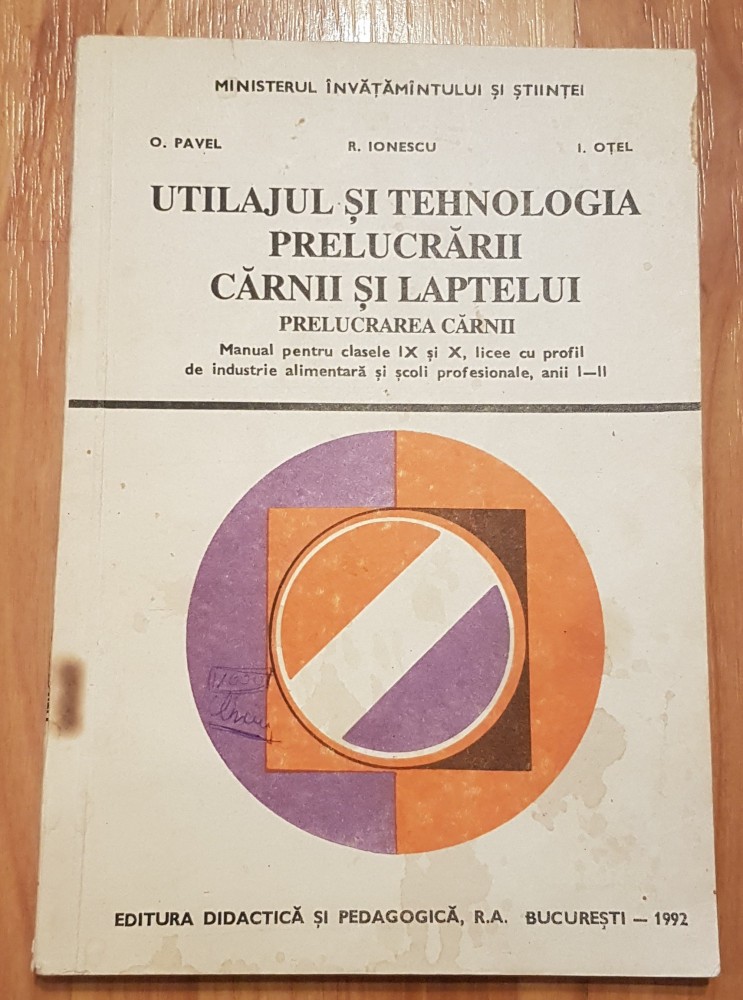 MINISTERUL ÎNVĂȚĂMÎNTULUI ȘI ȘTIINȚEI
O. PAVEL R. IONESCU I. OȚEL
UTILAJUL ȘI TEHNOLOGIA
PRELUCRĂRII
CĂRNII ȘI LAPTELUI
PRELUCRAREA CĂRNII
Manual pentru clasele IX și X, licee cu profil
de industrie alimentară și școli profesionale, anii I—II
EDITURA DIDACTICĂ ȘI PEDAGOGICĂ, R.A. BUCUREȘTI — 1992